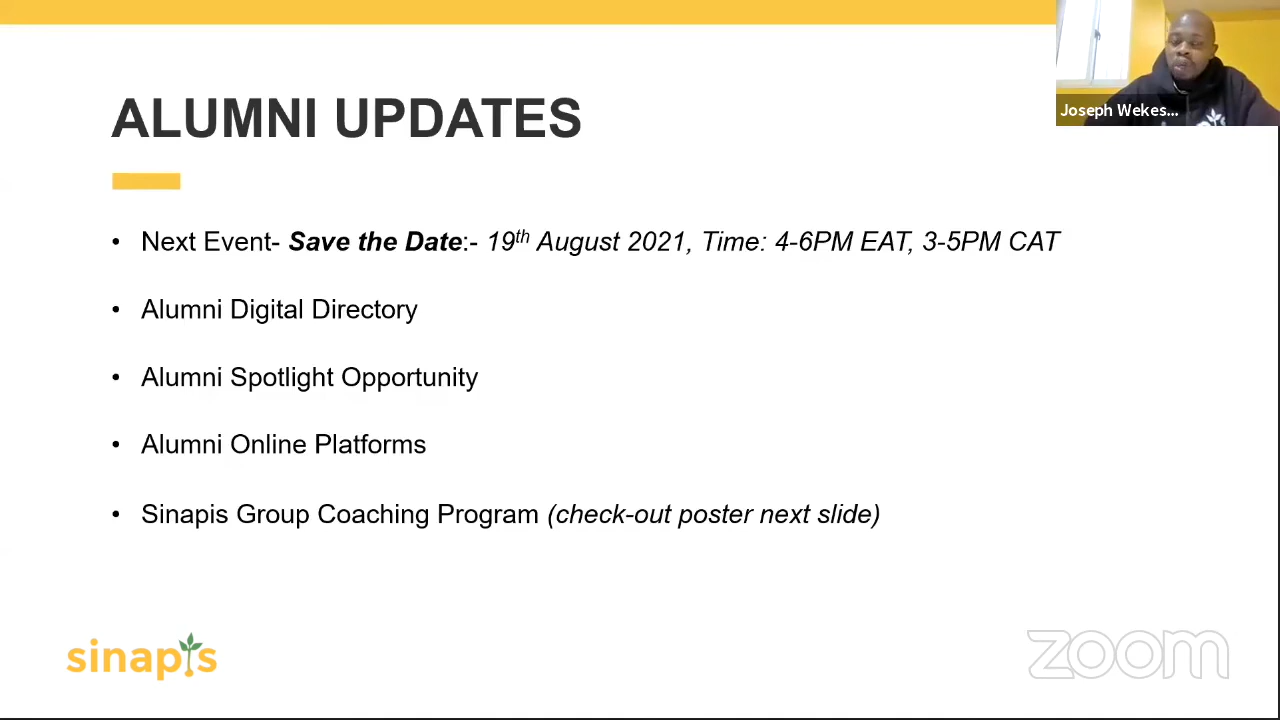 Joseph Wekes...
ALUMNI UPDATES
• Next Event- Save the Date:- 19th August 2021, Time: 4-6PM EAT, 3-5PM CAT
• Alumni Digital Directory
• Alumni Spotlight Opportunity
• Alumni Online Platforms
• Sinapis Group Coaching Program (check-out poster next slide)
sinapis
zoom